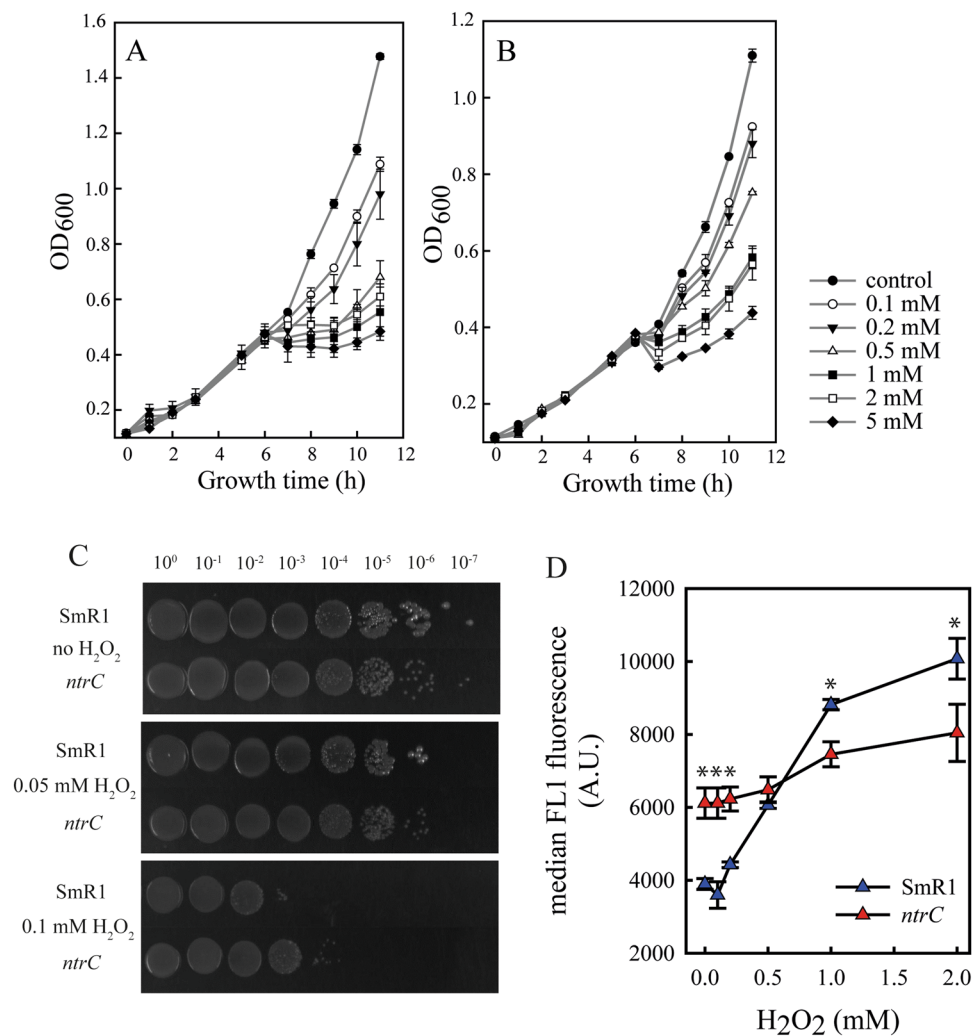 A
1.6
1.4
1.2
1.0
0.8
0.6
0.4
0.2
OD600
0 2 4 6 8 10 12
Growth time (h)
B
1.2
1.0
0.8
0.6
0.4
0.2
OD600
0 2 4 6 8 10 12
Growth time (h)
control
0.1 mM
0.2 mM
0.5 mM
1 mM
2 mM
5 mM
C
10⁰ 10⁻¹ 10⁻² 10⁻³ 10⁻⁴ 10⁻⁵ 10⁻⁶ 10⁻⁷
SmR1
no H₂O₂
ntrC
SmR1
0.05 mM H₂O₂
ntrC
SmR1
0.1 mM H₂O₂
ntrC
D
12000
10000
8000
6000
4000
2000
median FL1 fluorescence
(A.U.)
***
*
*
SmR1
ntrC
0.0 0.5 1.0 1.5 2.0
H₂O₂ (mM)